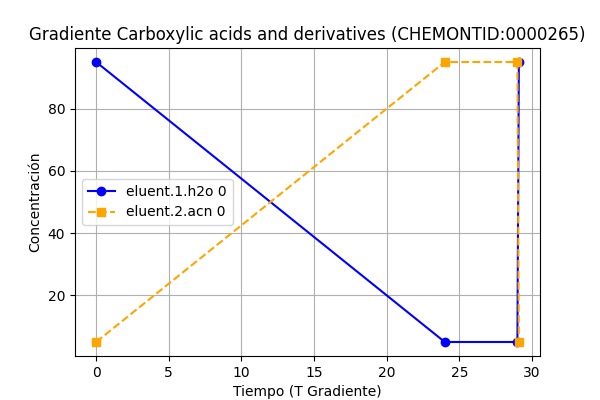 Gradiente Carboxylic acids and derivatives (CHEMONTID:0000265)
Concentración
80
60
40
20
eluent.1.h2o 0
eluent.2.acn 0
0 5 10 15 20 25 30
Tiempo (T Gradiente)